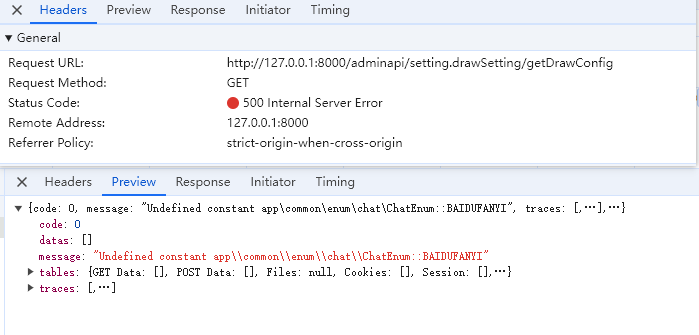 Headers Preview Response Initiator Timing
General
Request URL: http://127.0.0.1:8000/adminapi/setting.drawSetting/getDrawConfig
Request Method: GET
Status Code: 500 Internal Server Error
Remote Address: 127.0.0.1:8000
Referrer Policy: strict-origin-when-cross-origin
Headers Preview Response Initiator Timing
{code: 0, message: "Undefined constant app\common\enum\chat\ChatEnum::BAIDUFANYI", traces: [,…],…}
code: 0
datas: []
message: "Undefined constant app\\common\\enum\\chat\\ChatEnum::BAIDUFANYI"
tables: {GET Data: [], POST Data: [], Files: null, Cookies: [], Session: [],…}
traces: [,…]